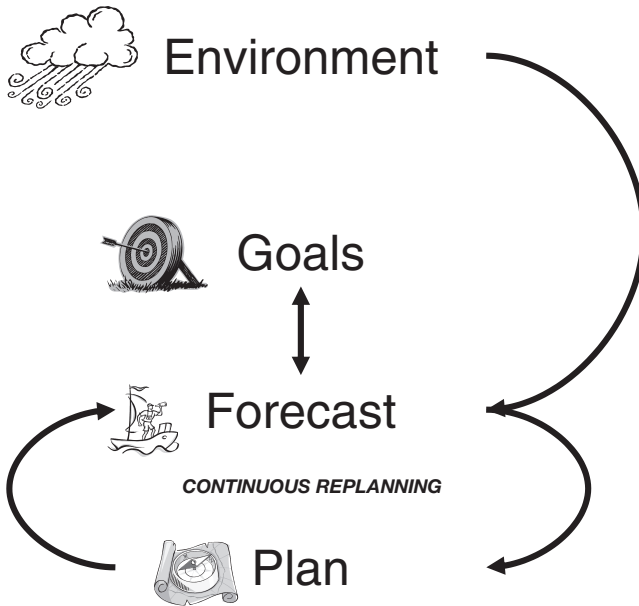 Environment
Goals
Forecast
CONTINUOUS REPLANNING
Plan